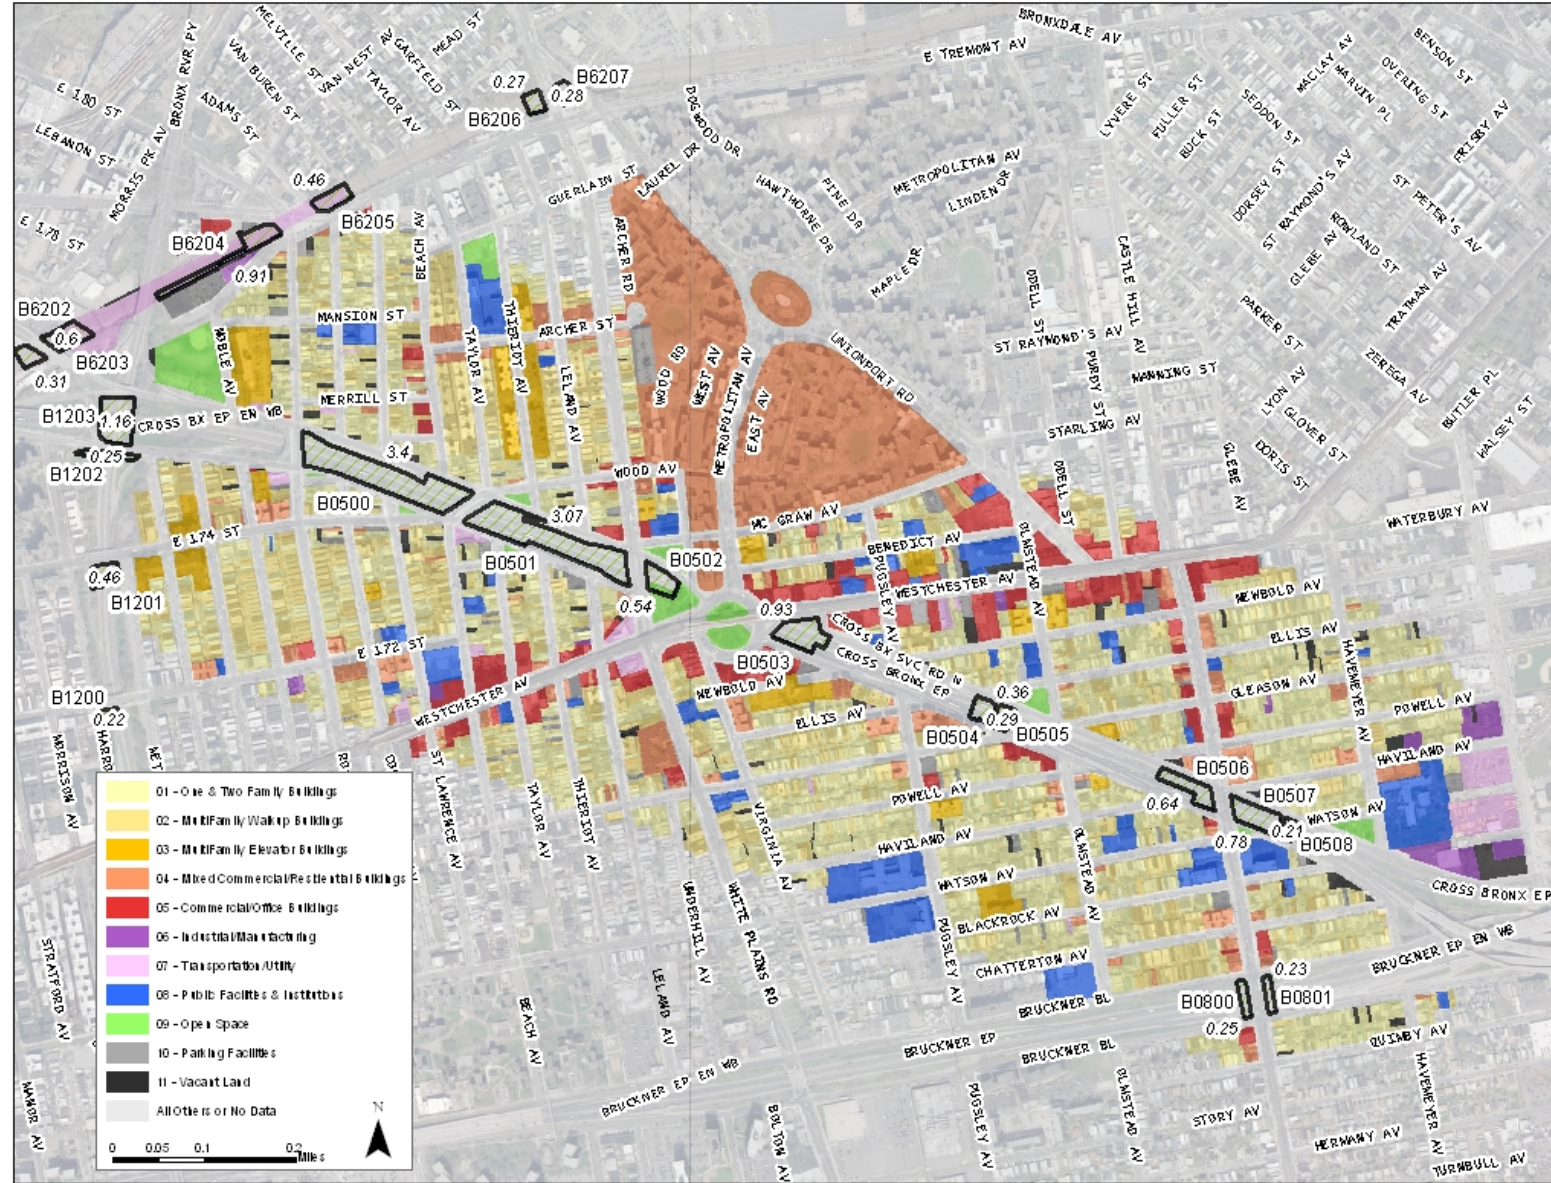 MELVILLE ST
VAN NEST AV
GARFIELD ST
MEAD ST
BRONXDALE AV
BENSON ST
E TREMONT AV
MACLAY AV
OVERING ST
MARVIN PL
VAN BUREN ST
TAYLOR AV
BRONX RVR PY
ADAMS ST
E 180 ST
LEBANON ST
MORRIS PK AV
0.27
B6207
0.28
B6206
DOGWOOD DR
LYVERE ST
FULLER ST
BUCK ST
SEDDON ST
FRISBY AV
LAUREL DR
GUERLAIN ST
HAWTHORNE DR
PINE DR
METROPOLITAN AV
LINDEN DR
DORSEY ST
ST RAYMOND'S AV
ST PETER'S AV
ROWLAND ST
GLEBE AV
0.46
B6205
B6204
0.91
E 178 ST
BEACH AV
ARCHER RD
MAPLE DR
ODELL ST
CASTLE HILL AV
PARKER ST
TRATMAN AV
B6202
0.6
B6203
0.31
MANSION ST
NOBLE AV
TAYLOR AV
THIERIOT AV
ARCHER ST
LELAND AV
WOOD RD
WEST AV
METROPOLITAN AV
EAST AV
UNIONPORT RD
ST RAYMOND'S AV
PURDY ST
MANNING ST
ZEREGA AV
LYON AV
GLOVER ST
BUTLER PL
WALSEY ST
B1203
1.16
CROSS BX EP EN WB
MERRILL ST
STARLING AV
DORIS ST
GLEBE AV
0.25
B1202
3.4
B0500
WOOD AV
ODELL ST
WATERBURY AV
MC GRAW AV
E 174 ST
3.07
B0501
B0502
BENEDICT AV
OLMSTEAD AV
PUGSLEY AV
WESTCHESTER AV
0.46
B1201
0.54
0.93
CROSS BX SVC RD N
CROSS BRONX EP
B0503
NEWBOLD AV
ELLIS AV
HAVEMEYER AV
E 172 ST
NEWBOLD AV
GLEASON AV
POWELL AV
B1200
0.22
WESTCHESTER AV
ELLIS AV
0.36
0.29
B0504
B0505
HAVILAND AV
MORRISON AV
ST LAWRENCE AV
TAYLOR AV
THIERIOT AV
VIRGINIA AV
POWELL AV
B0506
0.64
B0507
WATSON AV
0.21
B0508
0.78
HAVILAND AV
WATSON AV
OLMSTEAD AV
CROSS BRONX EP
BLACKROCK AV
CHATTERTON AV
PUGSLEY AV
UNDERHILL AV
WHITE PLAINS RD
LELAND AV
BEACH AV
STRATFORD AV
MANOR AV
BRUCKNER EP EN WB
0.23
B0800
B0801
0.25
BRUCKNER BL
BRUCKNER EP
BRUCKNER BL
QUIMBY AV
BRUCKNER EP EN WB
BOLTON AV
PUGSLEY AV
OLMSTEAD AV
STORY AV
HERMANY AV
HAVEMEYER AV
TURNBULL AV
01 - One & Two Family Buildings
02 - MultiFamily Walkup Buildings
03 - MultiFamily Elevator Buildings
04 - Mixed Commercial/Residential Buildings
05 - Commercial/Office Buildings
06 - Industrial/Manufacturing
07 - Transportation/Utility
08 - Public Facilities & Institutions
09 - Open Space
10 - Parking Facilities
11 - Vacant Land
All Others or No Data
N
0 0.05 0.1 0.2
Miles